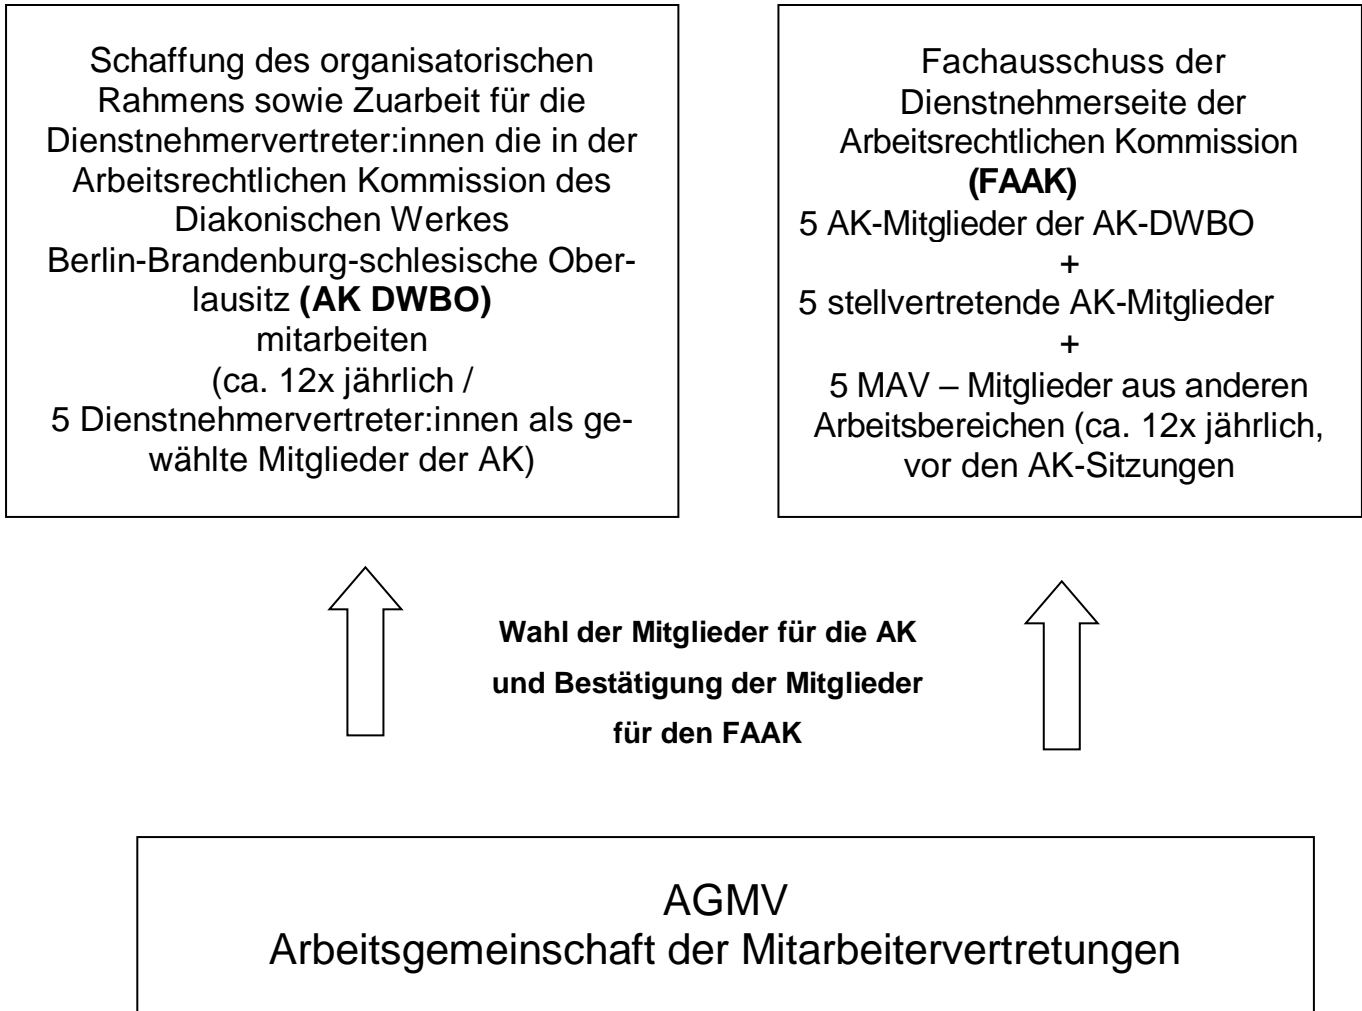 Schaffung des organisatorischen
Rahmens sowie Zuarbeit für die
Dienstnehmervertreter:innen die in der
Arbeitsrechtlichen Kommission des
Diakonischen Werkes
Berlin-Brandenburg-schlesische Ober-
lausitz (AK DWBO)
mitarbeiten
(ca. 12x jährlich /
5 Dienstnehmervertreter:innen als ge-
wählte Mitglieder der AK)
Fachausschuss der
Dienstnehmerseite der
Arbeitsrechtlichen Kommission
(FAAK)
5 AK-Mitglieder der AK-DWBO
+
5 stellvertretende AK-Mitglieder
+
5 MAV – Mitglieder aus anderen
Arbeitsbereichen (ca. 12x jährlich,
vor den AK-Sitzungen
Wahl der Mitglieder für die AK
und Bestätigung der Mitglieder
für den FAAK
AGMV
Arbeitsgemeinschaft der Mitarbeitervertretungen